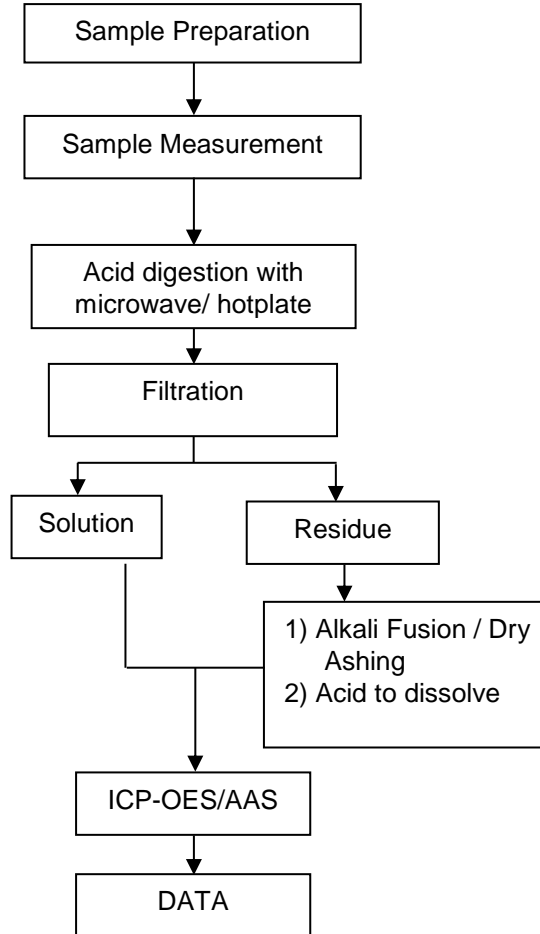 Sample Preparation
Sample Measurement
Acid digestion with
microwave/ hotplate
Filtration
Solution
Residue
1) Alkali Fusion / Dry
Ashing
2) Acid to dissolve
ICP-OES/AAS
DATA